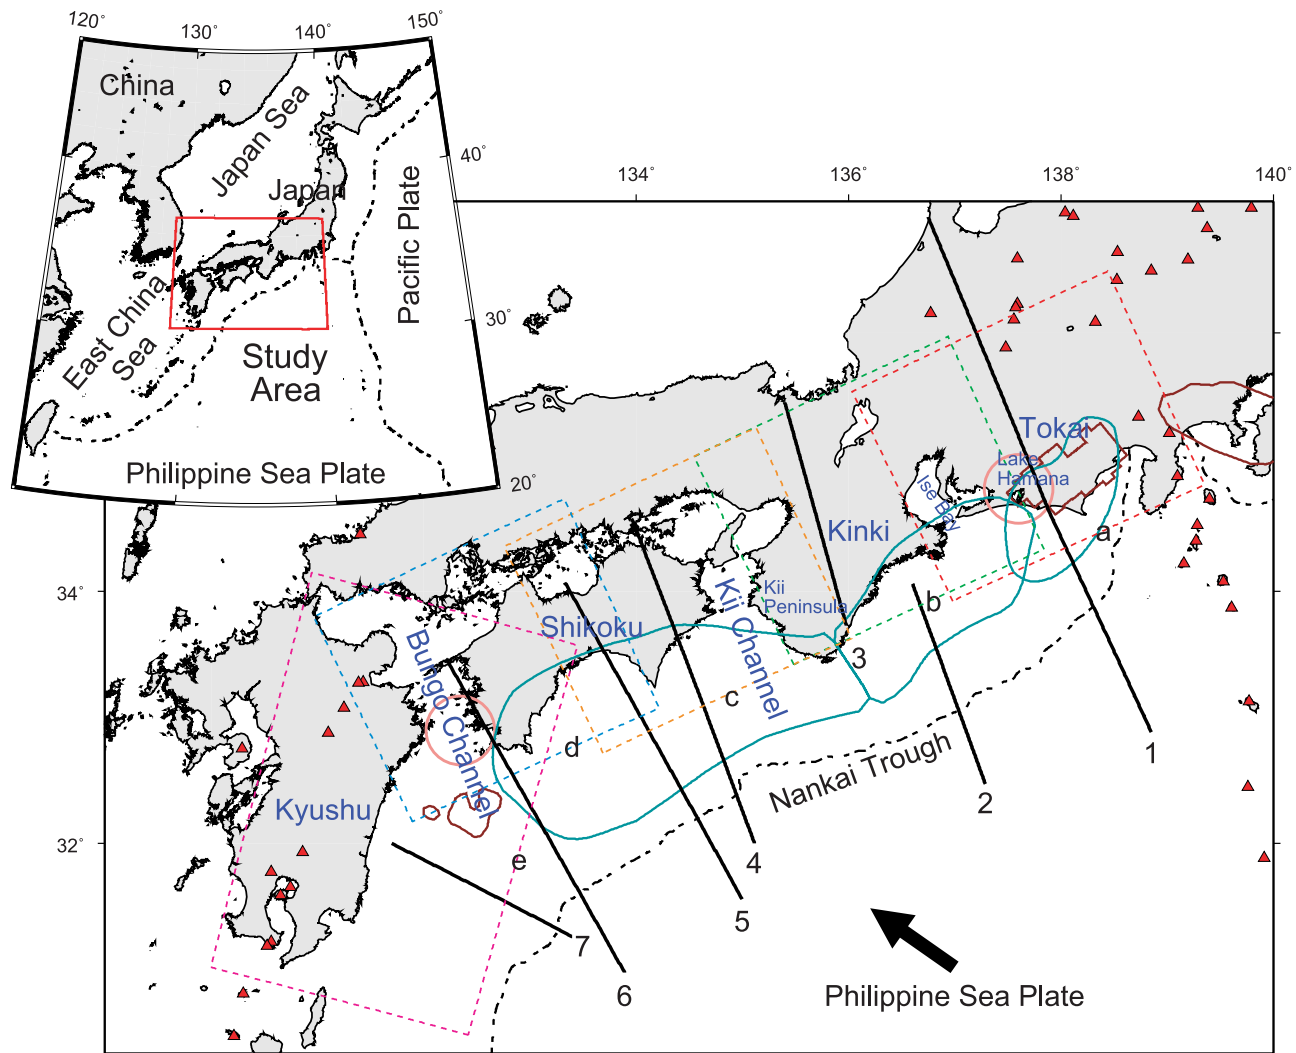 120°
130°
140°
150°
China
Japan Sea
Japan
40°
Pacific Plate
East China
Sea
30°
Study
Area
Philippine Sea Plate
20°
134°
136°
138°
140°
Tokai
Lake
Hamana
Ise Bay
a
Kinki
b
Kii
Peninsula
34°
Shikoku
Kii Channel
Bungo Channel
3
c
d
1
Nankai Trough
2
Kyushu
32°
e
4
5
7
6
Philippine Sea Plate